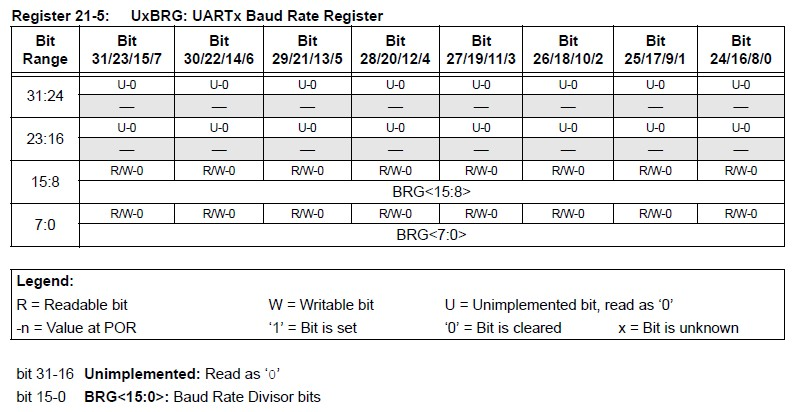 Register 21-5: UxBRG: UARTx Baud Rate Register
Bit Range Bit 31/23/15/7 Bit 30/22/14/6 Bit 29/21/13/5 Bit 28/20/12/4 Bit 27/19/11/3 Bit 26/18/10/2 Bit 25/17/9/1 Bit 24/16/8/0
31:24 U-0 U-0 U-0 U-0 U-0 U-0 U-0 U-0
— — — — — — — —
23:16 U-0 U-0 U-0 U-0 U-0 U-0 U-0 U-0
— — — — — — — —
15:8 R/W-0 R/W-0 R/W-0 R/W-0 R/W-0 R/W-0 R/W-0 R/W-0
BRG<15:8>
7:0 R/W-0 R/W-0 R/W-0 R/W-0 R/W-0 R/W-0 R/W-0 R/W-0
BRG<7:0>
Legend:
R = Readable bit W = Writable bit U = Unimplemented bit, read as ‘0’
-n = Value at POR ‘1’ = Bit is set ‘0’ = Bit is cleared x = Bit is unknown
bit 31-16 Unimplemented: Read as ‘0’
bit 15-0 BRG<15:0>: Baud Rate Divisor bits